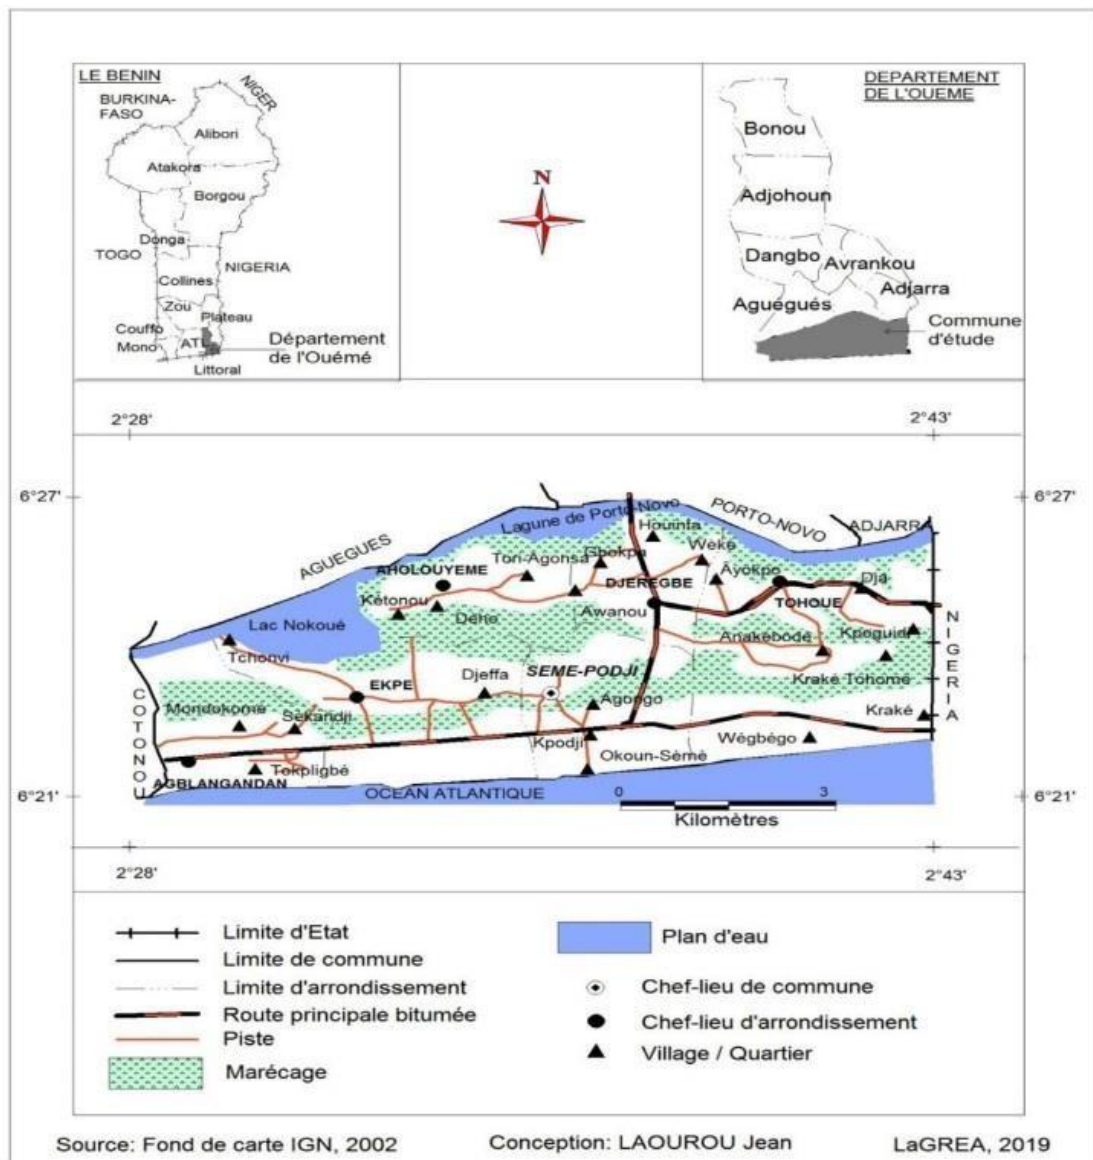 LE BENIN
BURKINA-
FASO
NIGER
Alibori
Atakora
Borgou
Donga
TOGO
NIGERIA
Collines
Zou
Plateau
Couffo
Mono
ATL
Département
de l'Ouémé
Littoral
N
DEPARTEMENT
DE L'OUEME
Bonou
Adjohoun
Dangbo
Avrankou
Adjarra
Aguégués
Commune
d'étude
2°28'
2°43'
6°27'
6°27'
Lagune de Porto-Novo
PORTO-NOVO
ADJARRA
Houinta
AGUEGUES
Tori-Agonsa
Gbokpa
Weke
AHOLOUYEME
DJEREGBE
Ayokpo
Dja
Kétonou
Dého
Awanou
TOHOUE
Lac Nokoué
Anakébodé
Kpoguidi
NIGERIA
Tchonvi
SEME-PODJI
Djeffa
Kraké Tohomé
EKPE
COTONOU
Mondokomé
Sékandji
Agongo
Kraké
Kpodji
Wégbégo
Okoun-Sèmè
Tokpligbé
AGBLANGANDAN
6°21'
OCEAN ATLANTIQUE
0 3
6°21'
Kilomètres
2°28'
2°43'
Limite d'Etat
Limite de commune
Limite d'arrondissement
Route principale bitumée
Piste
Marécage
Plan d'eau
Chef-lieu de commune
Chef-lieu d'arrondissement
Village / Quartier
Source: Fond de carte IGN, 2002
Conception: LAOUROU Jean
LaGREA, 2019